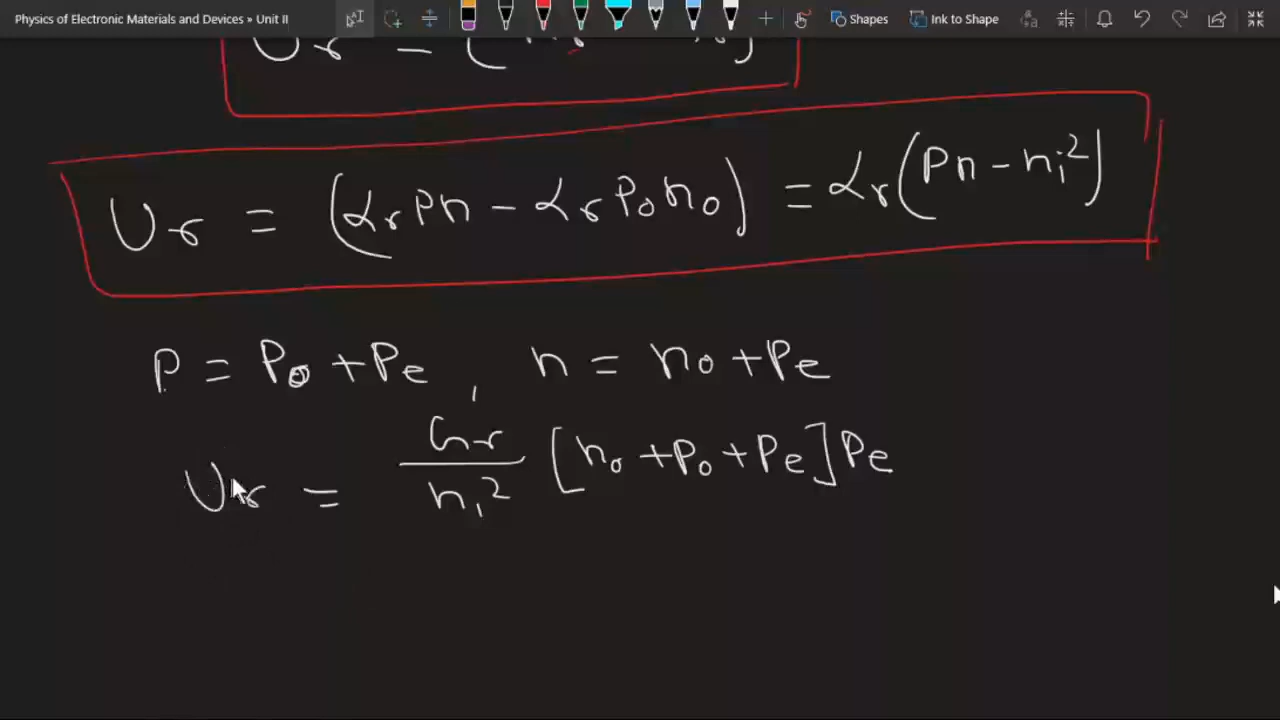 Physics of Electronic Materials and Devices » Unit II
Shapes
Ink to Shape
Ur =
Ur = (αrPn - αrP₀n₀) = αr(Pn - nᵢ²)
P = P₀ + Pe , n = n₀ + Pe
Ur = Gr/nᵢ² [n₀ + P₀ + Pe] Pe